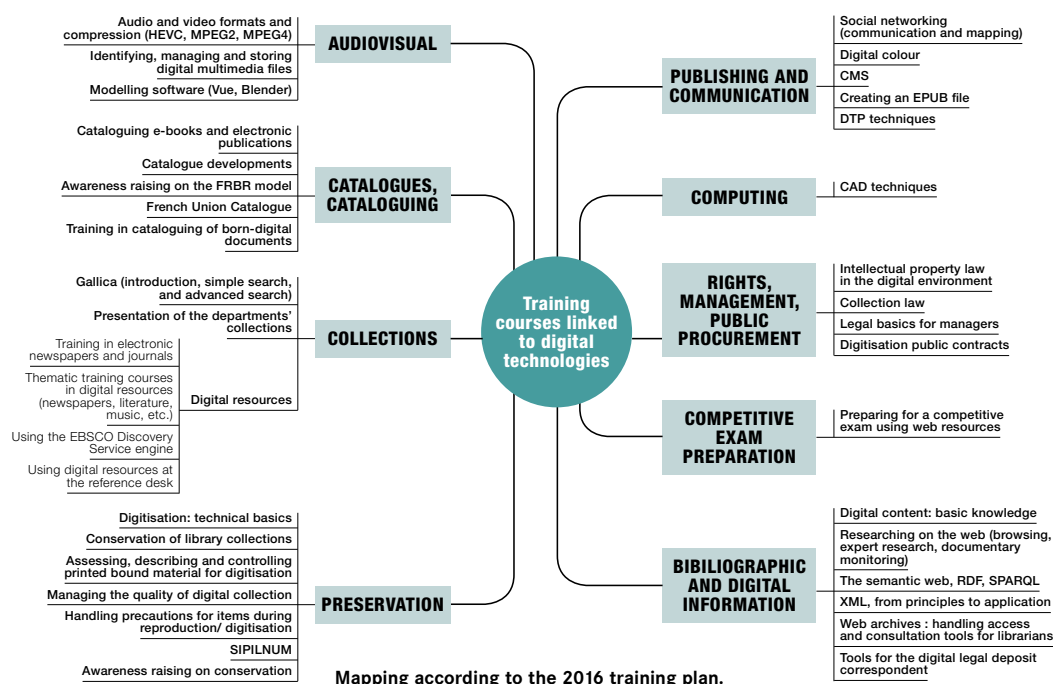 Audio and video formats and
compression (HEVC, MPEG2, MPEG4)
Identifying, managing and storing
digital multimedia files
Modelling software (Vue, Blender)
AUDIOVISUAL
Cataloguing e-books and electronic
publications
Catalogue developments
Awareness raising on the FRBR model
French Union Catalogue
Training in cataloguing of born-digital
documents
CATALOGUES,
CATALOGUING
Gallica (introduction, simple search,
and advanced search)
Presentation of the departments'
collections
Training in electronic
newspapers and journals
Thematic training courses
in digital resources
(newspapers, literature,
music, etc.)
Using the EBSCO Discovery
Service engine
Using digital resources at
the reference desk
Digital resources
COLLECTIONS
Digitisation: technical basics
Conservation of library collections
Assessing, describing and controlling
printed bound material for digitisation
Managing the quality of digital collection
Handling precautions for items during
reproduction/ digitisation
SIPILNUM
Awareness raising on conservation
PRESERVATION
Training
courses linked
to digital
technologies
PUBLISHING AND
COMMUNICATION
Social networking
(communication and mapping)
Digital colour
CMS
Creating an EPUB file
DTP techniques
COMPUTING
CAD techniques
RIGHTS,
MANAGEMENT,
PUBLIC
PROCUREMENT
Intellectual property law
in the digital environment
Collection law
Legal basics for managers
Digitisation public contracts
COMPETITIVE
EXAM
PREPARATION
Preparing for a competitive
exam using web resources
BIBILIOGRAPHIC
AND DIGITAL
INFORMATION
Digital content: basic knowledge
Researching on the web (browsing,
expert research, documentary
monitoring)
The semantic web, RDF, SPARQL
XML, from principles to application
Web archives : handling access
and consultation tools for librarians
Tools for the digital legal deposit
correspondent
Mapping according to the 2016 training plan.